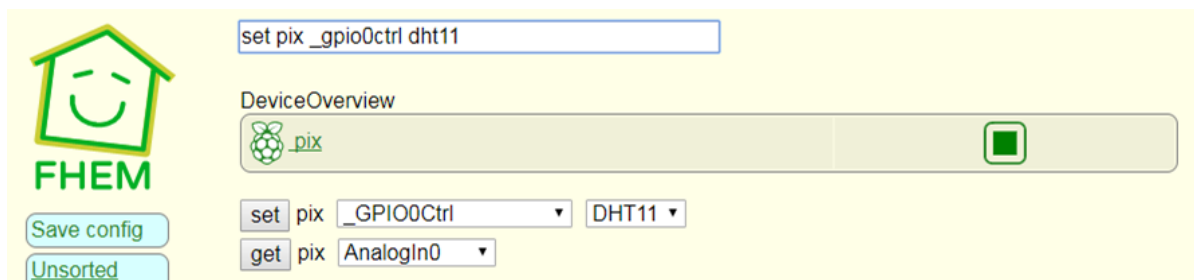 set pix _gpio0ctrl dht11
DeviceOverview
pix
FHEM
set pix _GPIO0Ctrl DHT11
Save config
get pix AnalogIn0
Unsorted